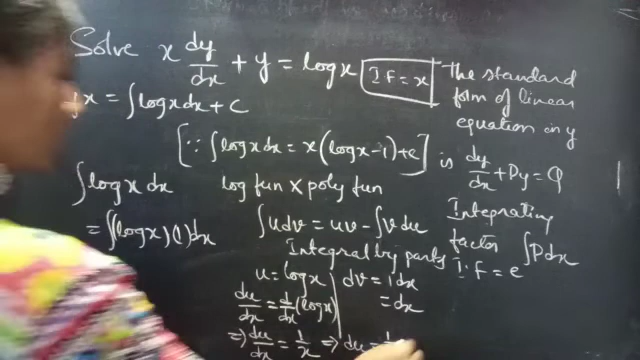 Solve x dy/dx + y = log x
I.F = x
x = ∫log x dx + c
[∵ ∫log x dx = x(log x - 1) + c]
∫log x dx
log fun × poly fun
= ∫(log x)(1) dx
∫u dv = uv - ∫v du
Integral by parts
u = log x
dv = 1 dx
= dx
du/dx = d/dx (log x)
⇒ du/dx = 1/x ⇒ du =
The standard
form of linear
equation in y
is dy/dx + Py = Q
Integrating
factor
I.F = e^∫P dx